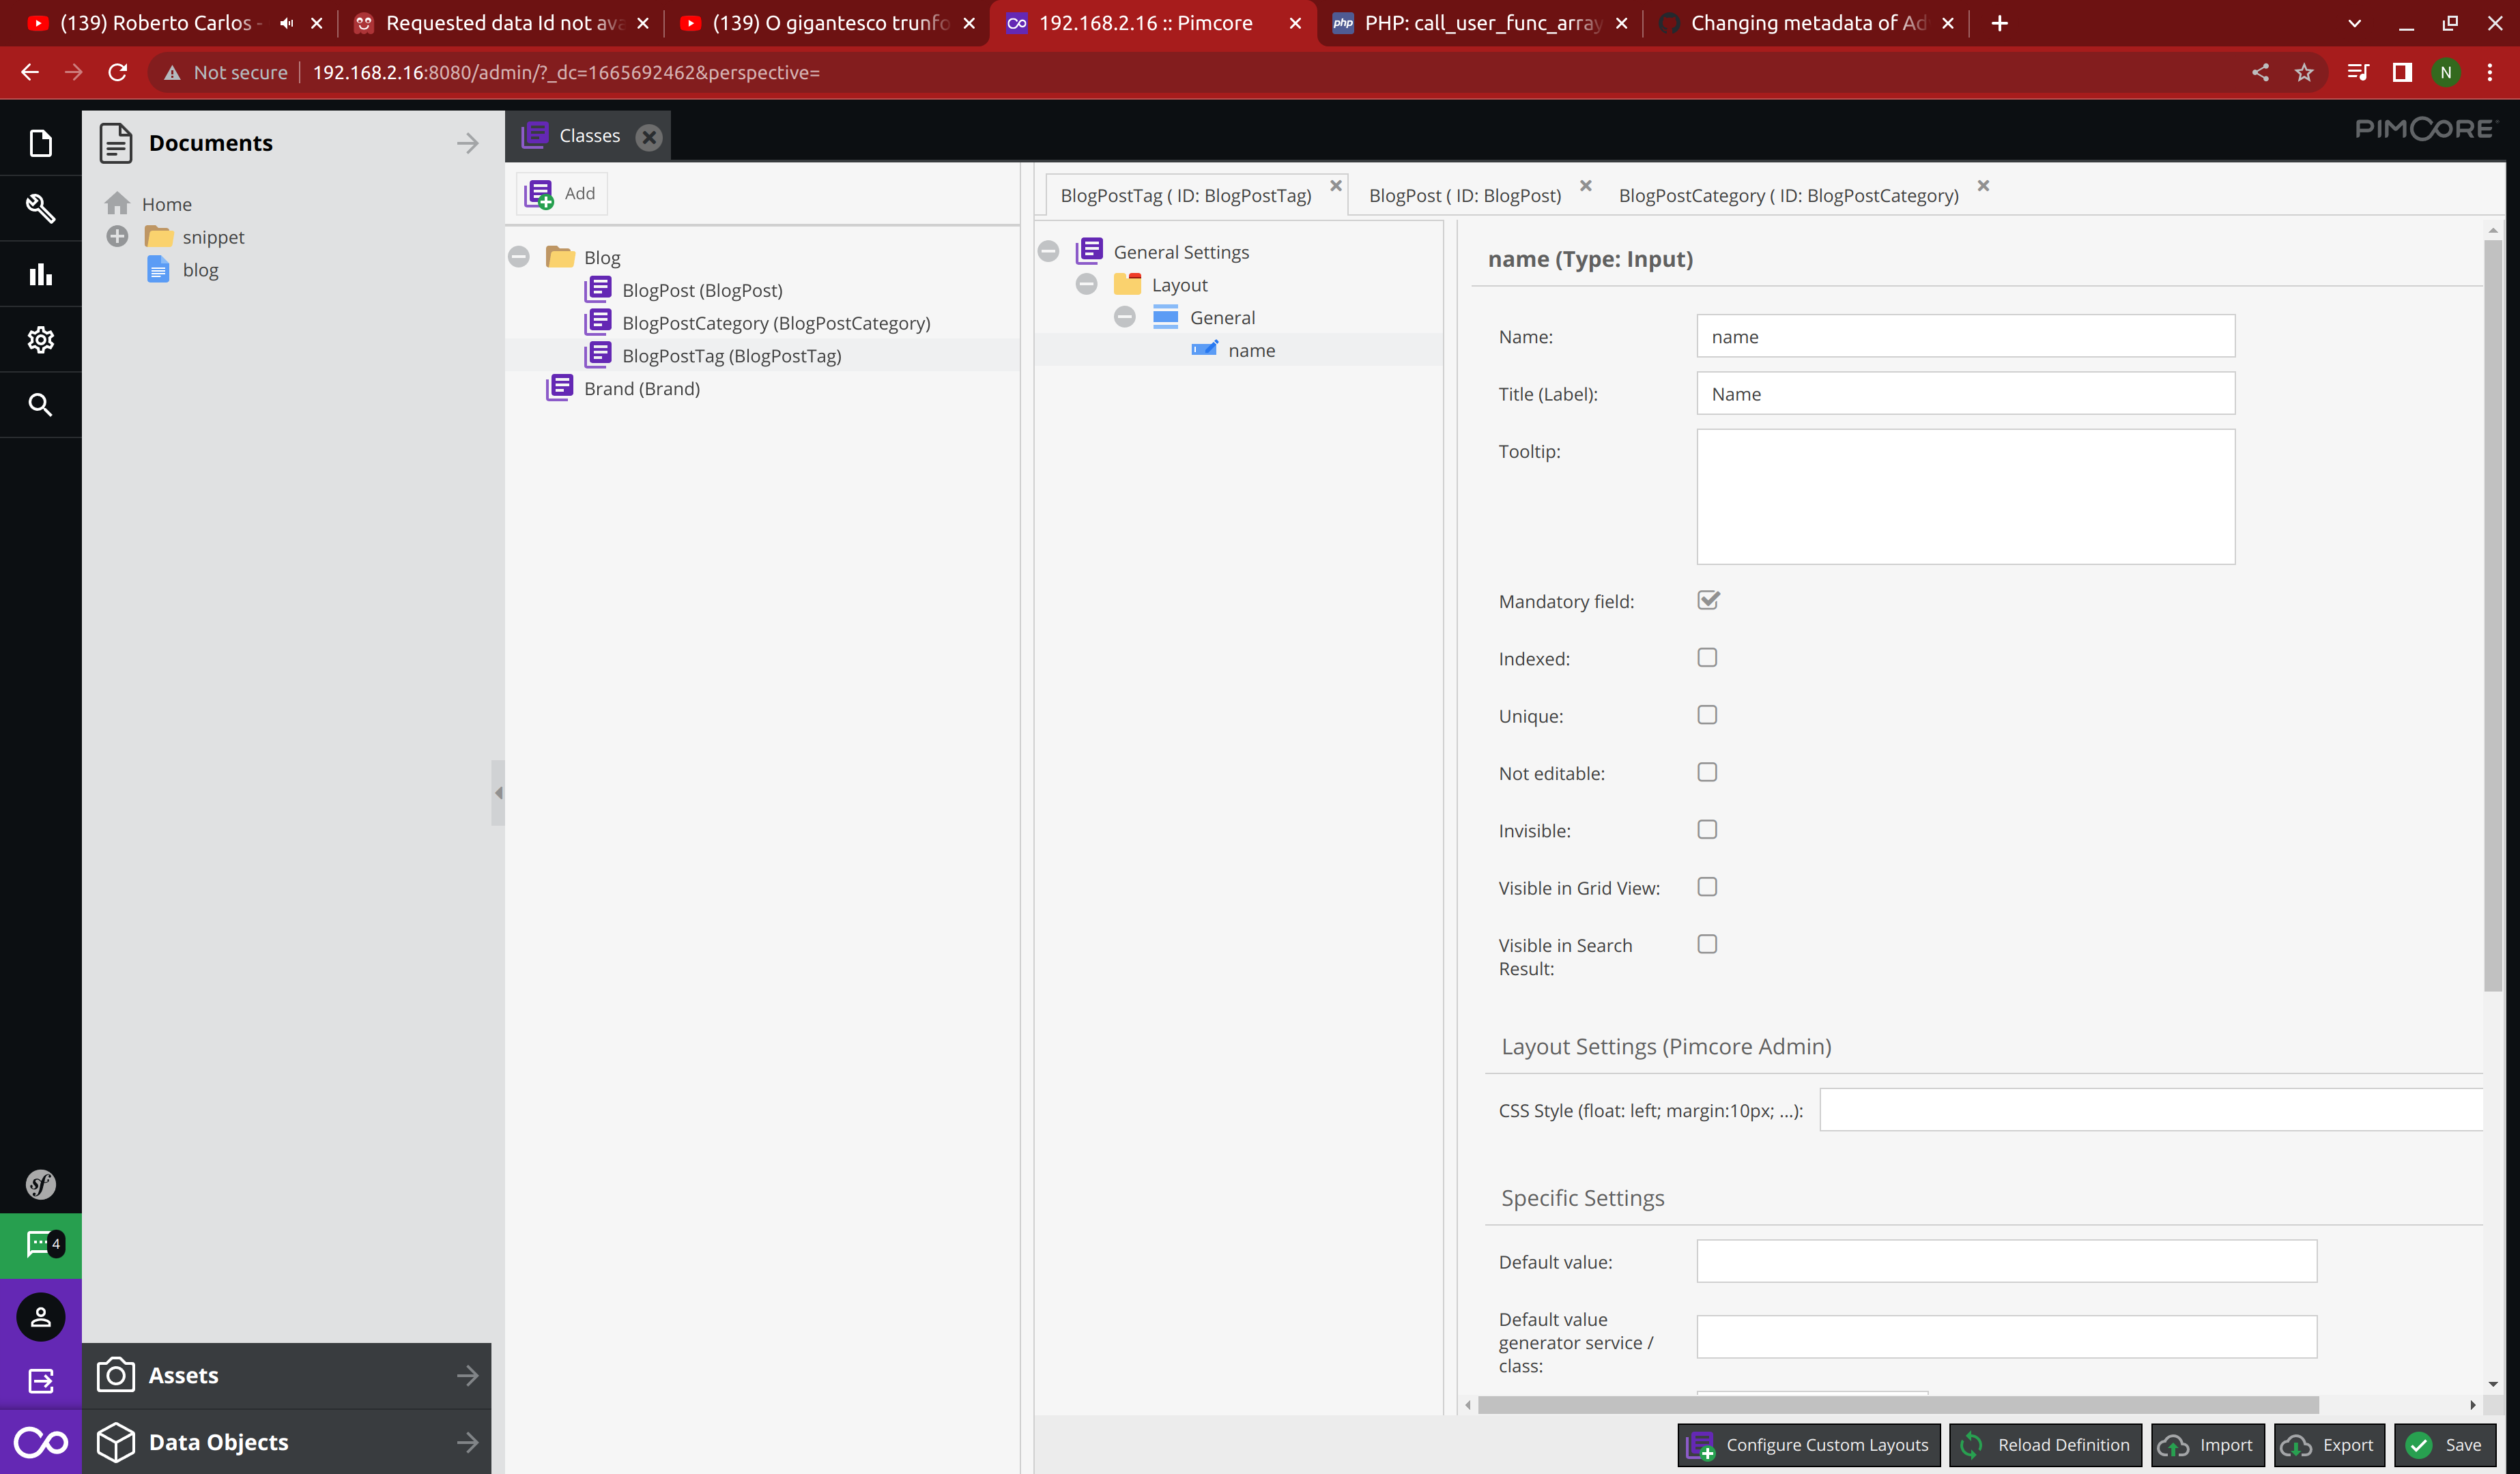 (139) Roberto Carlos -
Requested data Id not ava
(139) O gigantesco trunfo
192.168.2.16 :: Pimcore
PHP: call_user_func_array
Changing metadata of Ad
Not secure
192.168.2.16:8080/admin/?_dc=1665692462&perspective=
N
Documents
Home
snippet
blog
Classes
PIMCORE
Add
Blog
BlogPost (BlogPost)
BlogPostCategory (BlogPostCategory)
BlogPostTag (BlogPostTag)
Brand (Brand)
BlogPostTag ( ID: BlogPostTag)
BlogPost ( ID: BlogPost)
BlogPostCategory ( ID: BlogPostCategory)
General Settings
Layout
General
name
name (Type: Input)
Name:
name
Title (Label):
Name
Tooltip:
Mandatory field:
Indexed:
Unique:
Not editable:
Invisible:
Visible in Grid View:
Visible in Search
Result:
Layout Settings (Pimcore Admin)
CSS Style (float: left; margin:10px; ...):
Specific Settings
Default value:
Default value
generator service /
class:
sf
4
Assets
Data Objects
Configure Custom Layouts
Reload Definition
Import
Export
Save